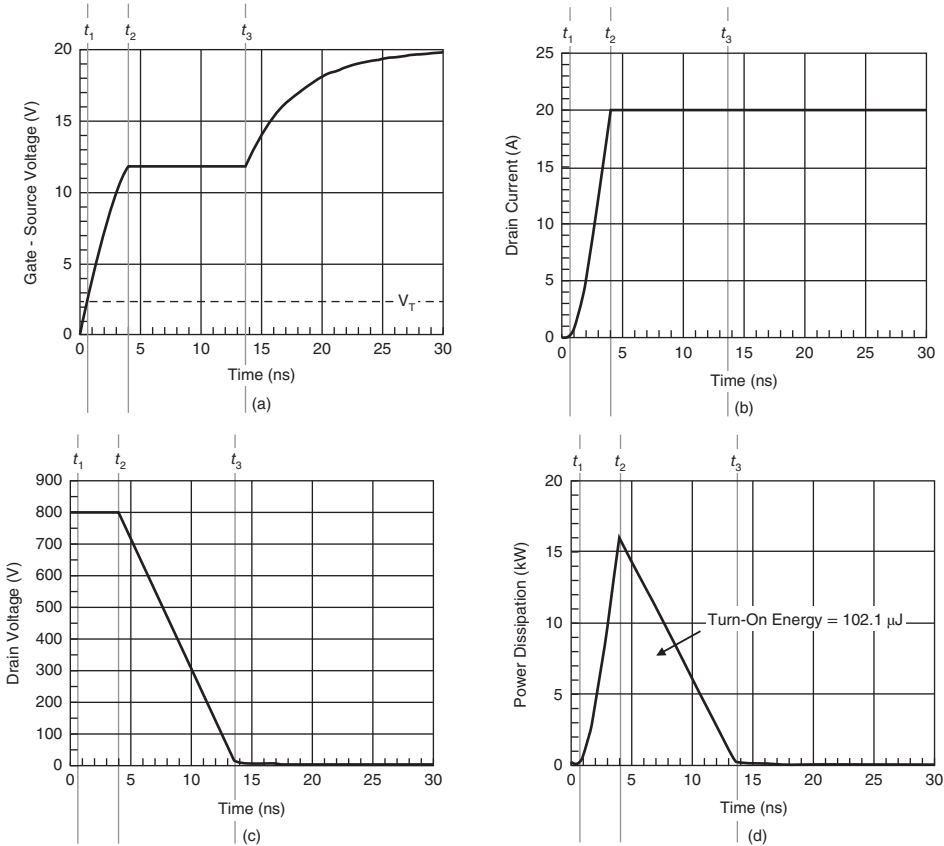 t1 t2 t3
20
15
10
5
0
Gate - Source Voltage (V)
VT
0 5 10 15 20 25 30
Time (ns)
(a)
t1 t2 t3
25
20
15
10
5
0
Drain Current (A)
0 5 10 15 20 25 30
Time (ns)
(b)
t1 t2 t3
900
800
700
600
500
400
300
200
100
0
Drain Voltage (V)
0 5 10 15 20 25 30
Time (ns)
(c)
t1 t2 t3
20
15
10
5
0
Power Dissipation (kW)
Turn-On Energy = 102.1 μJ
0 5 10 15 20 25 30
Time (ns)
(d)